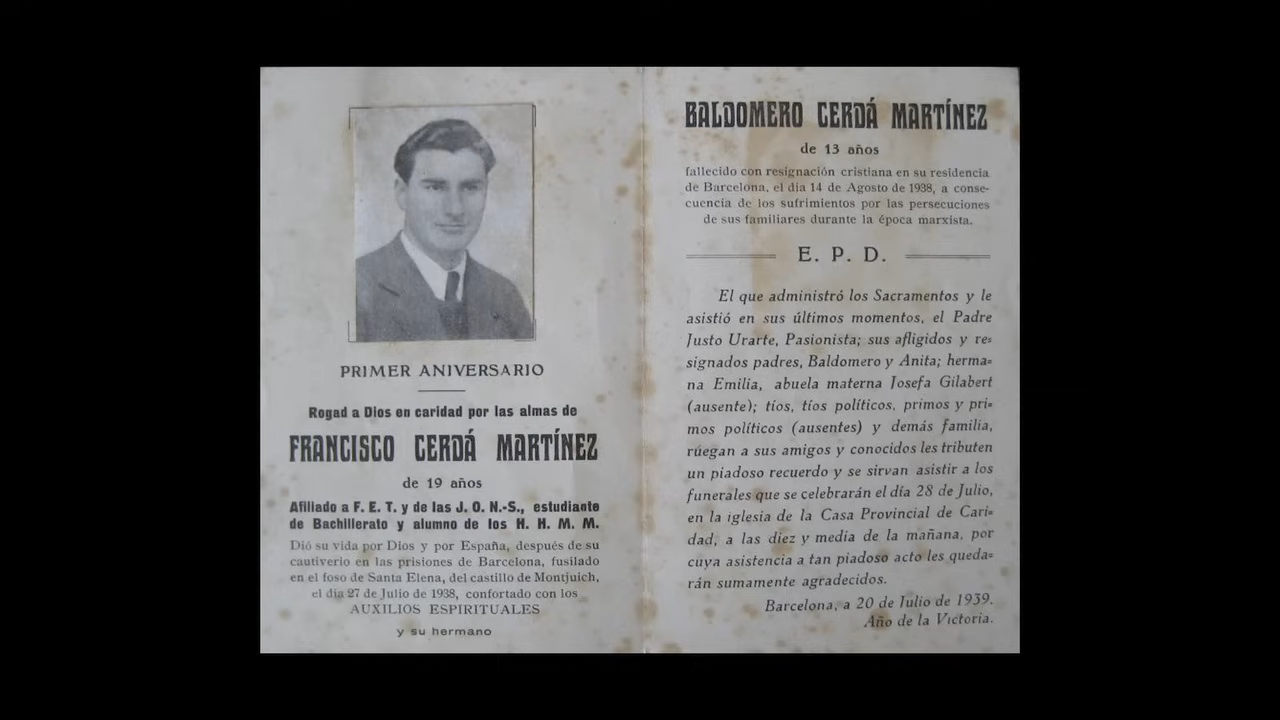 PRIMER ANIVERSARIO
Rogad a Dios en caridad por las almas de
FRANCISCO CERDÁ MARTÍNEZ
de 19 años
Afiliado a F. E. T. y de las J. O. N.-S., estudiante
de Bachillerato y alumno de los H. H. M. M.
Dió su vida por Dios y por España, después de su
cautiverio en las prisiones de Barcelona, fusilado
en el foso de Santa Elena, del castillo de Montjuich,
el día 27 de Julio de 1938, confortado con los
AUXILIOS ESPIRITUALES
y su hermano
BALDOMERO CERDÁ MARTÍNEZ
de 13 años
fallecido con resignación cristiana en su residencia
de Barcelona, el día 14 de Agosto de 1938, a conse-
cuencia de los sufrimientos por las persecuciones
de sus familiares durante la época marxista.
E. P. D.
El que administró los Sacramentos y le
asistió en sus últimos momentos, el Padre
Justo Urarte, Pasionista; sus afligidos y re-
signados padres, Baldomero y Anita; herma-
na Emilia, abuela materna Josefa Gilabert
(ausente); tíos, tíos políticos, primos y pri-
mos políticos (ausentes) y demás familia,
rúegan a sus amigos y conocidos les tributen
un piadoso recuerdo y se sirvan asistir a los
funerales que se celebrarán el día 28 de Julio,
en la iglesia de la Casa Provincial de Cari-
dad, a las diez y media de la mañana, por
cuya asistencia a tan piadoso acto les queda-
rán sumamente agradecidos.
Barcelona, a 20 de Julio de 1939.
Año de la Victoria.